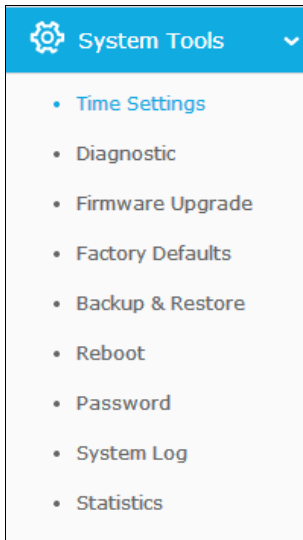 System Tools
Time Settings
Diagnostic
Firmware Upgrade
Factory Defaults
Backup & Restore
Reboot
Password
System Log
Statistics